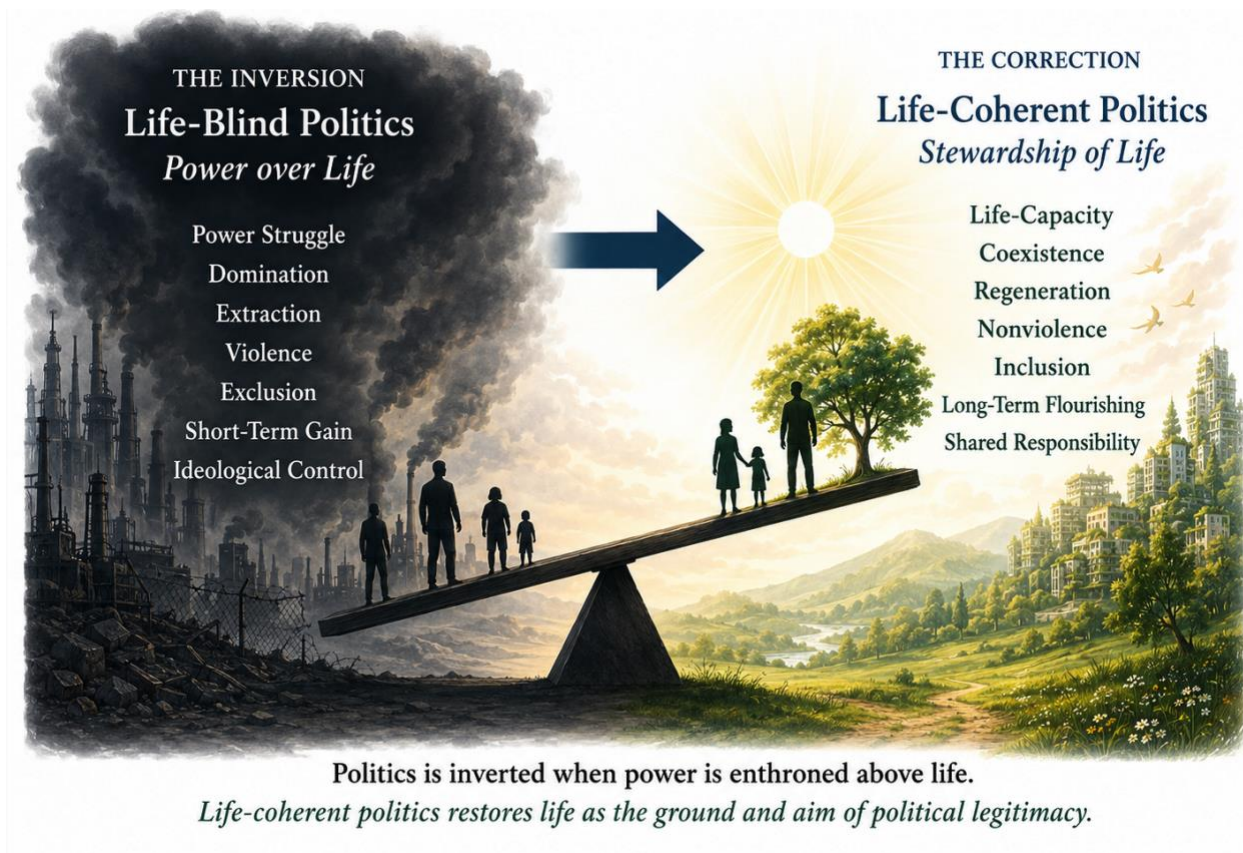 THE INVERSION
Life-Blind Politics
Power over Life
Power Struggle
Domination
Extraction
Violence
Exclusion
Short-Term Gain
Ideological Control
THE CORRECTION
Life-Coherent Politics
Stewardship of Life
Life-Capacity
Coexistence
Regeneration
Nonviolence
Inclusion
Long-Term Flourishing
Shared Responsibility
Politics is inverted when power is enthroned above life.
Life-coherent politics restores life as the ground and aim of political legitimacy.